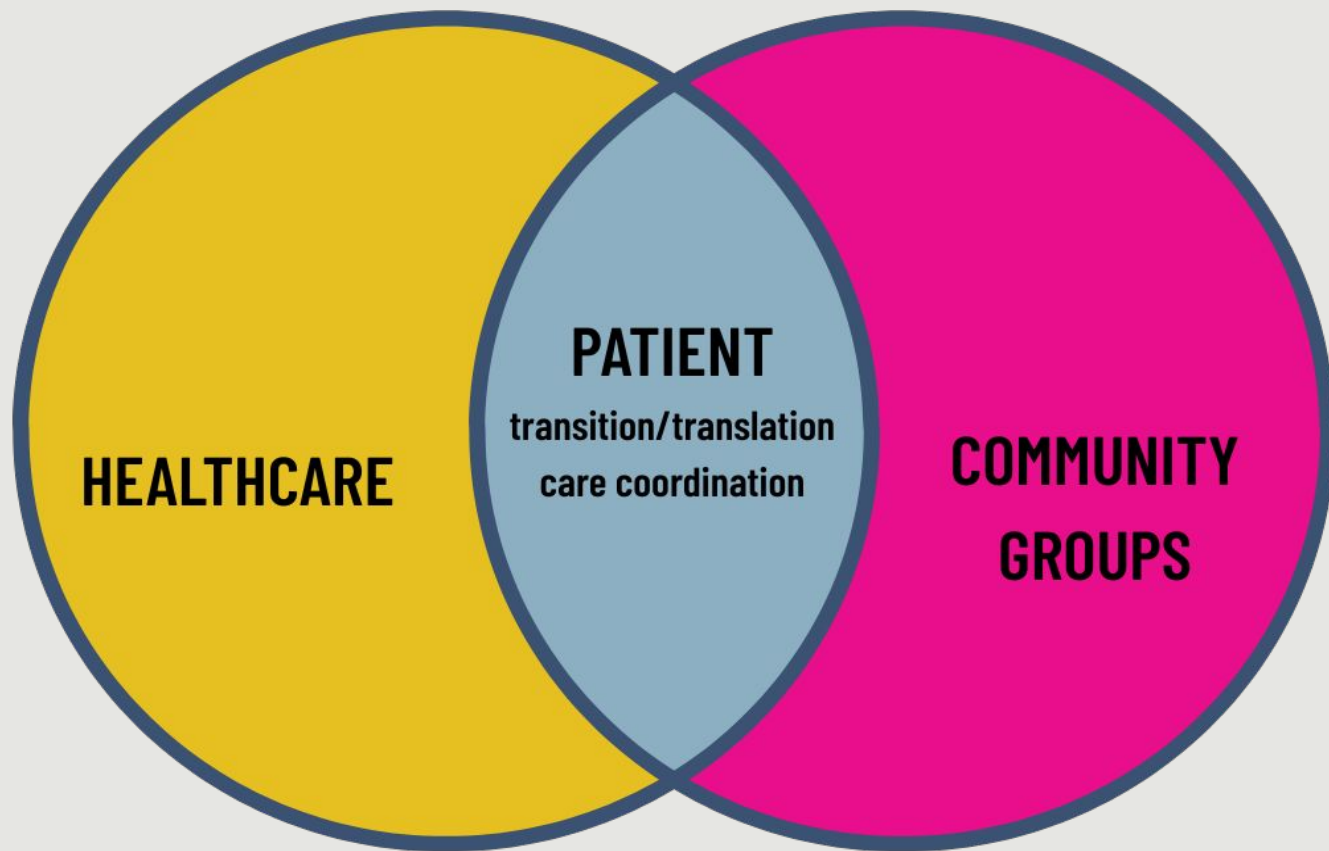 HEALTHCARE
PATIENT
transition/translation
care coordination
COMMUNITY
GROUPS